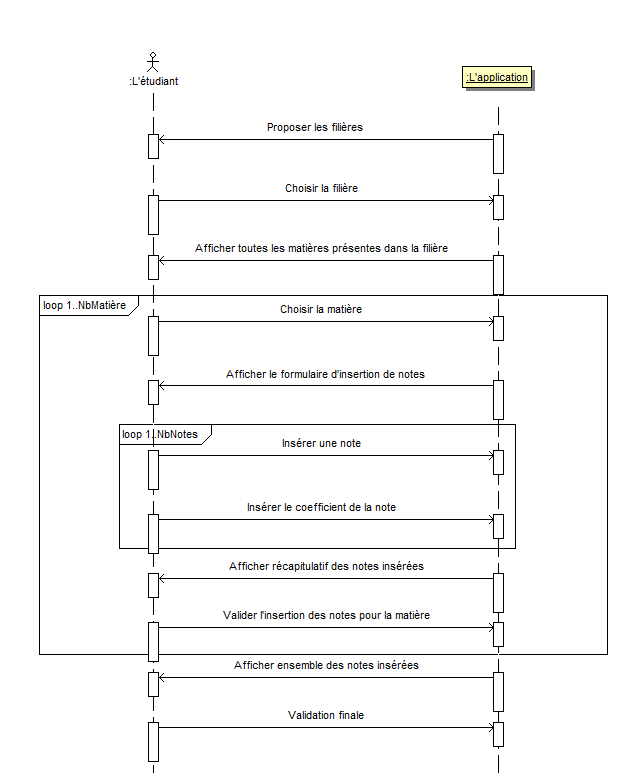 :L'étudiant
:L'application
Proposer les filières
Choisir la filière
Afficher toutes les matières présentes dans la filière
loop 1..NbMatière
Choisir la matière
Afficher le formulaire d'insertion de notes
loop 1..NbNotes
Insérer une note
Insérer le coefficient de la note
Afficher récapitulatif des notes insérées
Valider l'insertion des notes pour la matière
Afficher ensemble des notes insérées
Validation finale